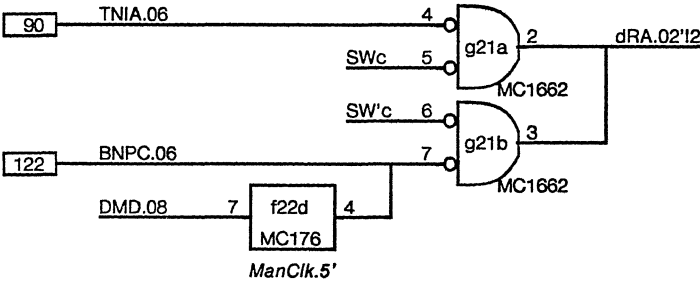 90 TNIA.06 4 g21a 2 dRA.02'!2
SWc 5
MC1662
SW'c 6
122 BNPC.06 7 g21b 3
MC1662
DMD.08 7 f22d 4
MC176
ManClk.5'